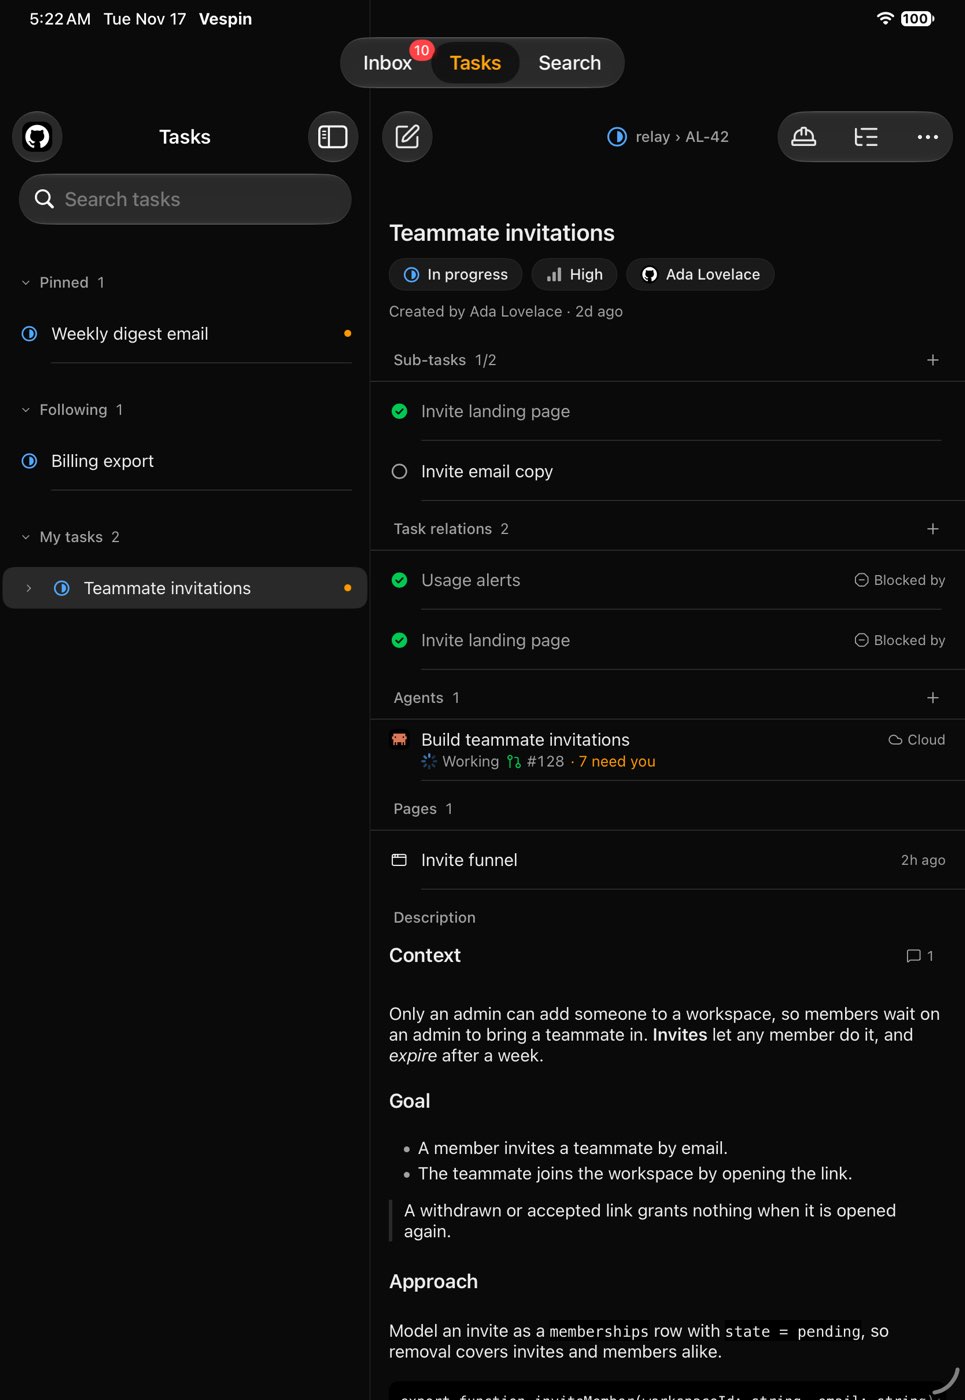 5:22 AM Tue Nov 17 Vespin
100
Inbox 10 Tasks Search
Tasks
Search tasks
Pinned 1
Weekly digest email
Following 1
Billing export
My tasks 2
Teammate invitations
relay › AL-42
Teammate invitations
In progress High Ada Lovelace
Created by Ada Lovelace · 2d ago
Sub-tasks 1/2
Invite landing page
Invite email copy
Task relations 2
Usage alerts Blocked by
Invite landing page Blocked by
Agents 1
Build teammate invitations Cloud
Working #128 · 7 need you
Pages 1
Invite funnel 2h ago
Description
Context 1
Only an admin can add someone to a workspace, so members wait on
an admin to bring a teammate in. Invites let any member do it, and
expire after a week.
Goal
• A member invites a teammate by email.
• The teammate joins the workspace by opening the link.
A withdrawn or accepted link grants nothing when it is opened
again.
Approach
Model an invite as a memberships row with state = pending, so
removal covers invites and members alike.
export function inviteMember(workspaceId: string, email: string)